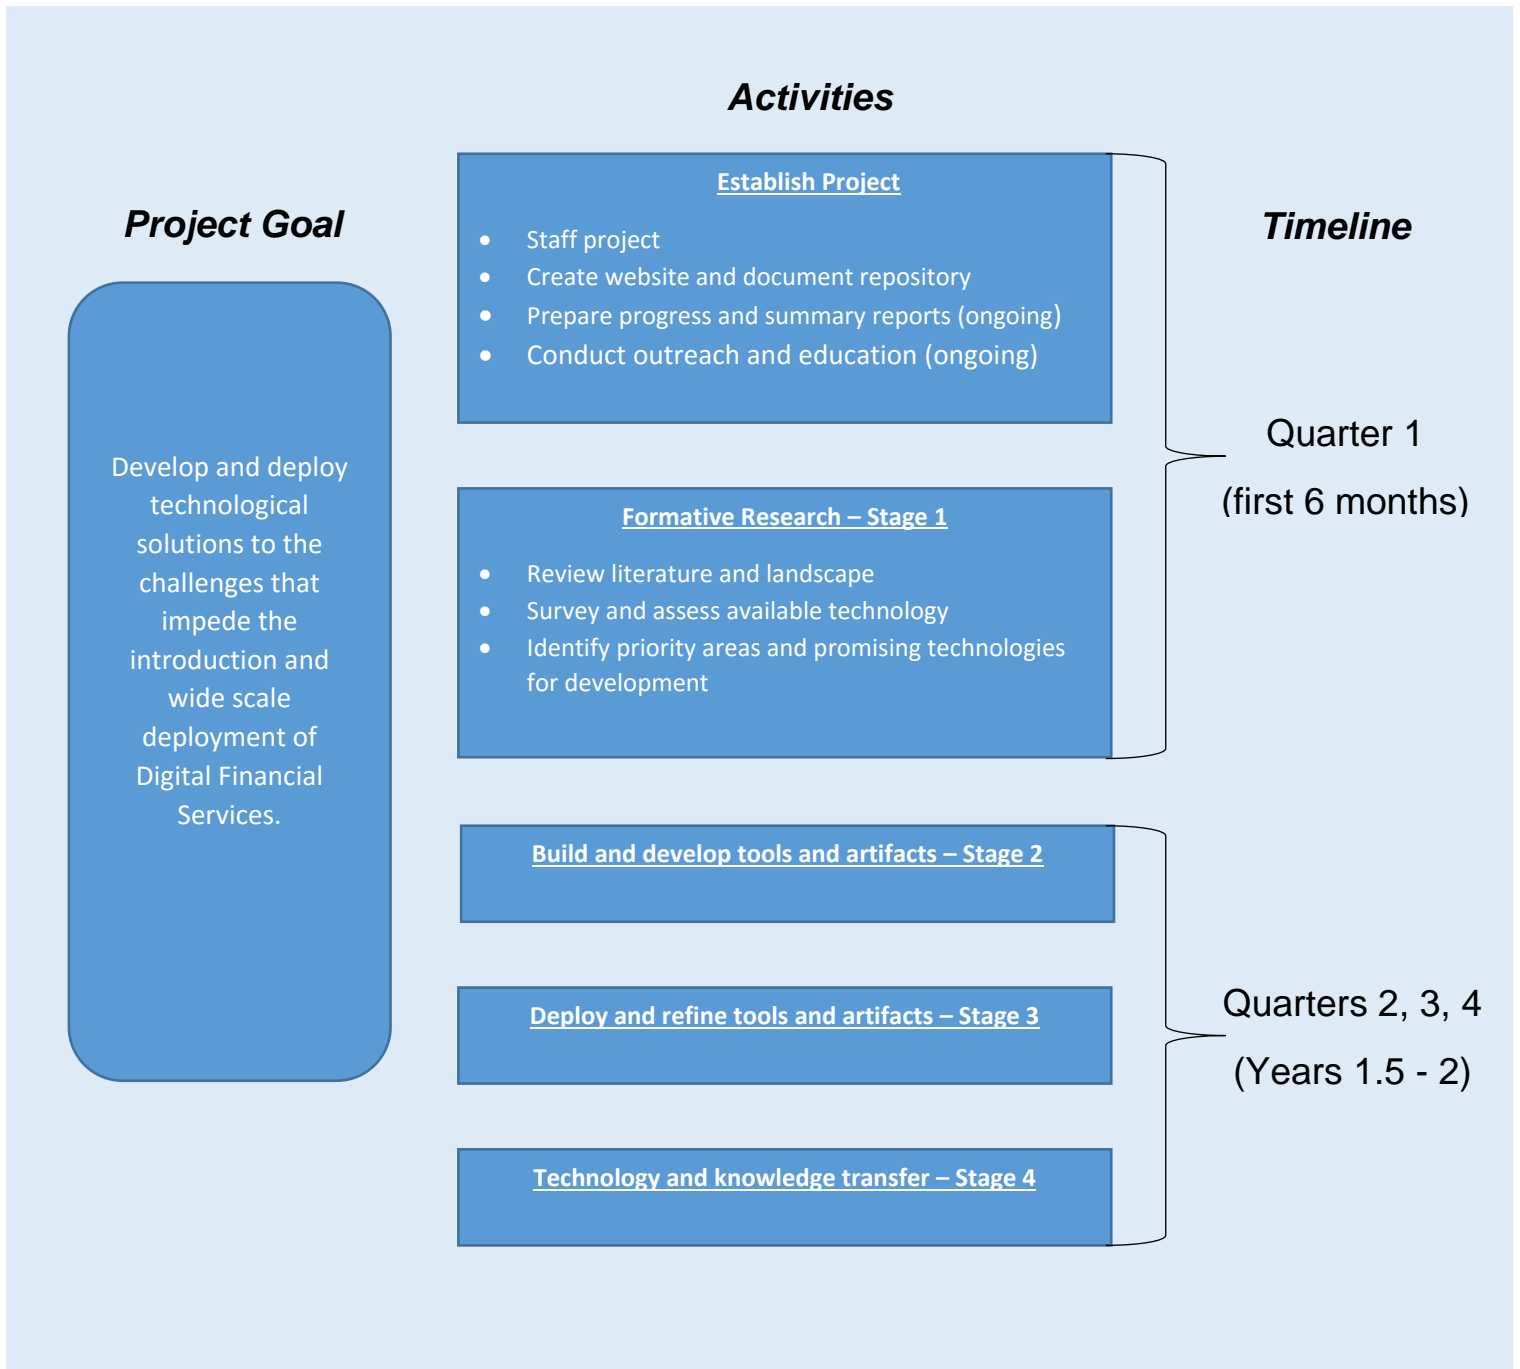 Activities
Project Goal
Develop and deploy
technological
solutions to the
challenges that
impede the
introduction and
wide scale
deployment of
Digital Financial
Services.
Establish Project
• Staff project
• Create website and document repository
• Prepare progress and summary reports (ongoing)
• Conduct outreach and education (ongoing)
Formative Research – Stage 1
• Review literature and landscape
• Survey and assess available technology
• Identify priority areas and promising technologies
for development
Build and develop tools and artifacts – Stage 2
Deploy and refine tools and artifacts – Stage 3
Technology and knowledge transfer – Stage 4
Timeline
Quarter 1
(first 6 months)
Quarters 2, 3, 4
(Years 1.5 - 2)